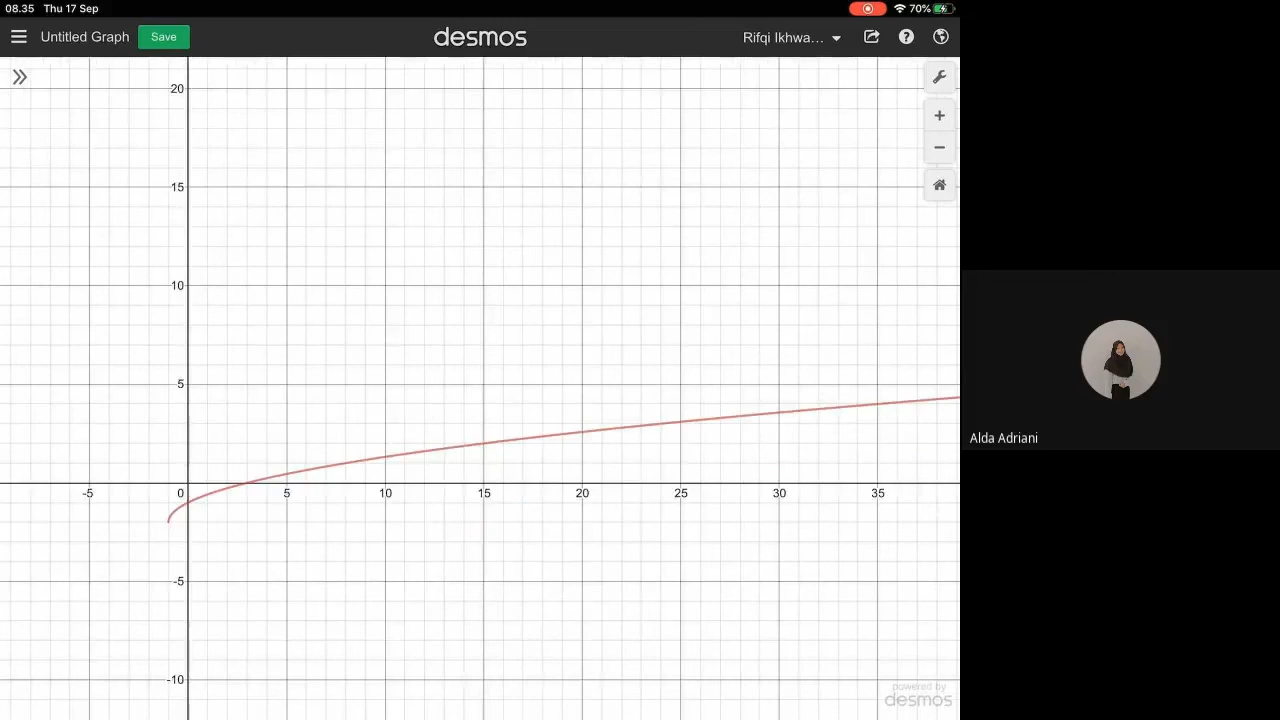 08.35 Thu 17 Sep 70%
Untitled Graph Save desmos Rifqi Ikhwa... ?
20
15
10
5
-5 0 5 10 15 20 25 30 35
-5
-10
powered by
desmos
Alda Adriani